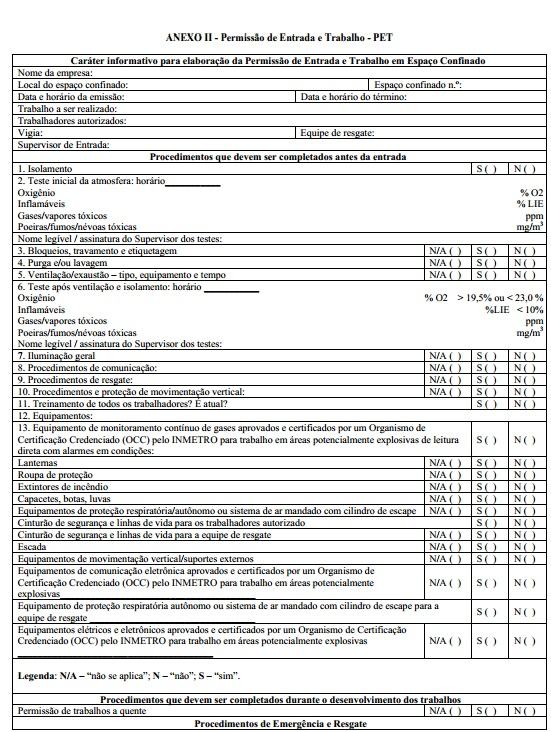 ANEXO II - Permissão de Entrada e Trabalho - PET
Caráter informativo para elaboração da Permissão de Entrada e Trabalho em Espaço Confinado
Nome da empresa:
Local do espaço confinado: Espaço confinado n.º:
Data e horário da emissão: Data e horário do término:
Trabalho a ser realizado:
Trabalhadores autorizados:
Vigia: Equipe de resgate:
Supervisor de Entrada:
Procedimentos que devem ser completados antes da entrada
1. Isolamento S ( ) N ( )
2. Teste inicial da atmosfera: horário___________
Oxigênio % O2
Inflamáveis % LIE
Gases/vapores tóxicos ppm
Poeiras/fumos/névoas tóxicas mg/m³
Nome legível / assinatura do Supervisor dos testes:
3. Bloqueios, travamento e etiquetagem N/A ( ) S ( ) N ( )
4. Purga e/ou lavagem N/A ( ) S ( ) N ( )
5. Ventilação/exaustão – tipo, equipamento e tempo N/A ( ) S ( ) N ( )
6. Teste após ventilação e isolamento: horário ___________
Oxigênio % O2 > 19,5% ou < 23,0 %
Inflamáveis %LIE < 10%
Gases/vapores tóxicos ppm
Poeiras/fumos/névoas tóxicas mg/m³
Nome legível / assinatura do Supervisor dos testes:
7. Iluminação geral N/A ( ) S ( ) N ( )
8. Procedimentos de comunicação: N/A ( ) S ( ) N ( )
9. Procedimentos de resgate: N/A ( ) S ( ) N ( )
10. Procedimentos e proteção de movimentação vertical: N/A ( ) S ( ) N ( )
11. Treinamento de todos os trabalhadores? É atual? S ( ) N ( )
12. Equipamentos:
13. Equipamento de monitoramento contínuo de gases aprovados e certificados por um Organismo de
Certificação Credenciado (OCC) pelo INMETRO para trabalho em áreas potencialmente explosivas de leitura
direta com alarmes em condições: S ( ) N ( )
Lanternas N/A ( ) S ( ) N ( )
Roupa de proteção N/A ( ) S ( ) N ( )
Extintores de incêndio N/A ( ) S ( ) N ( )
Capacetes, botas, luvas N/A ( ) S ( ) N ( )
Equipamentos de proteção respiratória/autônomo ou sistema de ar mandado com cilindro de escape N/A ( ) S ( ) N ( )
Cinturão de segurança e linhas de vida para os trabalhadores autorizado S ( ) N ( )
Cinturão de segurança e linhas de vida para a equipe de resgate N/A ( ) S ( ) N ( )
Escada N/A ( ) S ( ) N ( )
Equipamentos de movimentação vertical/suportes externos N/A ( ) S ( ) N ( )
Equipamentos de comunicação eletrônica aprovados e certificados por um Organismo de
Certificação Credenciado (OCC) pelo INMETRO para trabalho em áreas potencialmente N/A ( ) S ( ) N ( )
explosivas
Equipamento de proteção respiratória autônomo ou sistema de ar mandado com cilindro de escape para a
equipe de resgate S ( ) N ( )
Equipamentos elétricos e eletrônicos aprovados e certificados por um Organismo de Certificação
Credenciado (OCC) pelo INMETRO para trabalho em áreas potencialmente explosivas N/A ( ) S ( ) N ( )
Legenda: N/A – “não se aplica”; N – “não”; S – “sim”.
Procedimentos que devem ser completados durante o desenvolvimento dos trabalhos
Permissão de trabalhos a quente N/A ( ) S ( ) N ( )
Procedimentos de Emergência e Resgate